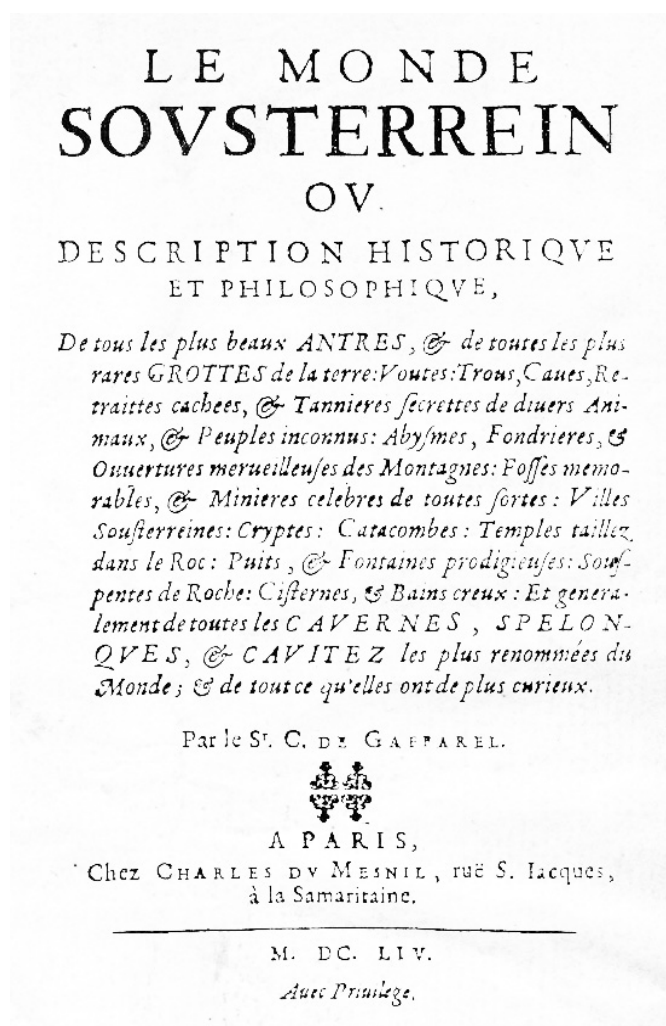 LE MONDE
SOVSTERREIN
OV.
DESCRIPTION HISTORIQVE
ET PHILOSOPHIQVE,
De tous les plus beaux ANTRES, & de toutes les plus
rares GROTTES de la terre: Voutes: Trous, Caues, Re-
traittes cachees, & Tannieres ſecrettes de diuers Ani-
maux, & Peuples inconnus: Abyſmes, Fondrieres, &
Ouuertures merueilleuſes des Montagnes: Foſſes memo-
rables, & Minieres celebres de toutes ſortes: Villes
Souſterreines: Cryptes: Catacombes: Temples taillez
dans le Roc: Puits, & Fontaines prodigieuſes: Souſ-
pentes de Roche: Ciſternes, & Bains creux: Et genera-
lement de toutes les CAVERNES, SPELON-
QVES, & CAVITEZ les plus renommées du
Monde; & de tout ce qu'elles ont de plus curieux.
Par le Sr. C. DE GAFFAREL.
A PARIS,
Chez CHARLES DV MESNIL, ruë S. Iacques,
à la Samaritaine.
M. DC. LIV.
Auec Priuilege.